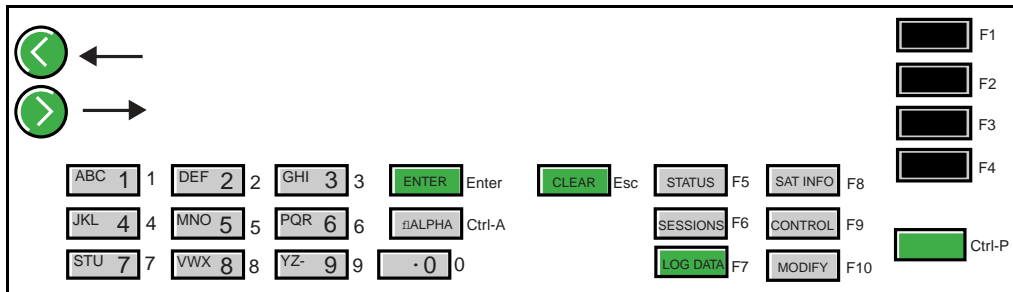 F1
F2
F3
F4
ABC 1 1 DEF 2 2 GHI 3 3 ENTER Enter CLEAR Esc STATUS F5 SAT INFO F8
JKL 4 4 MNO 5 5 PQR 6 6 flALPHA Ctrl-A SESSIONS F6 CONTROL F9
Ctrl-P
STU 7 7 VWX 8 8 YZ- 9 9 ·0 0 LOG DATA F7 MODIFY F10